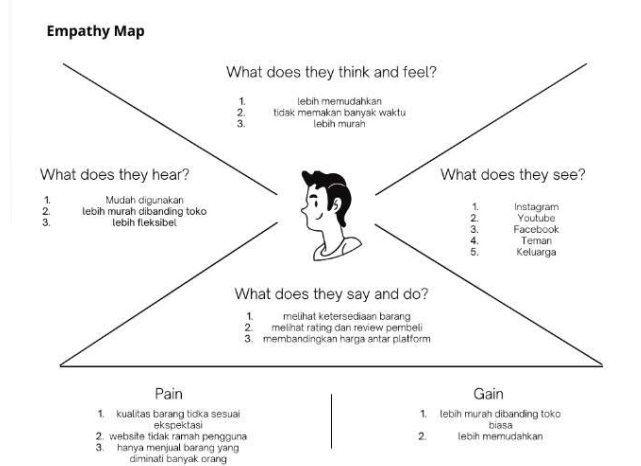 Empathy Map
What does they think and feel?
1. lebih memudahkan
2. tidak memakan banyak waktu
3. lebih murah
What does they hear?
1. Mudah digunakan
2. lebih murah dibanding toko
3. lebih fleksibel
What does they see?
1. Instagram
2. Youtube
3. Facebook
4. Teman
5. Keluarga
What does they say and do?
1. melihat ketersediaan barang
2. melihat rating dan review pembeli
3. membandingkan harga antar platform
Pain
1. kualitas barang tidka sesuai
ekspektasi
2. website tidak ramah pengguna
3. hanya menjual barang yang
diminati banyak orang
Gain
1. lebih murah dibanding toko
biasa
2. lebih memudahkan